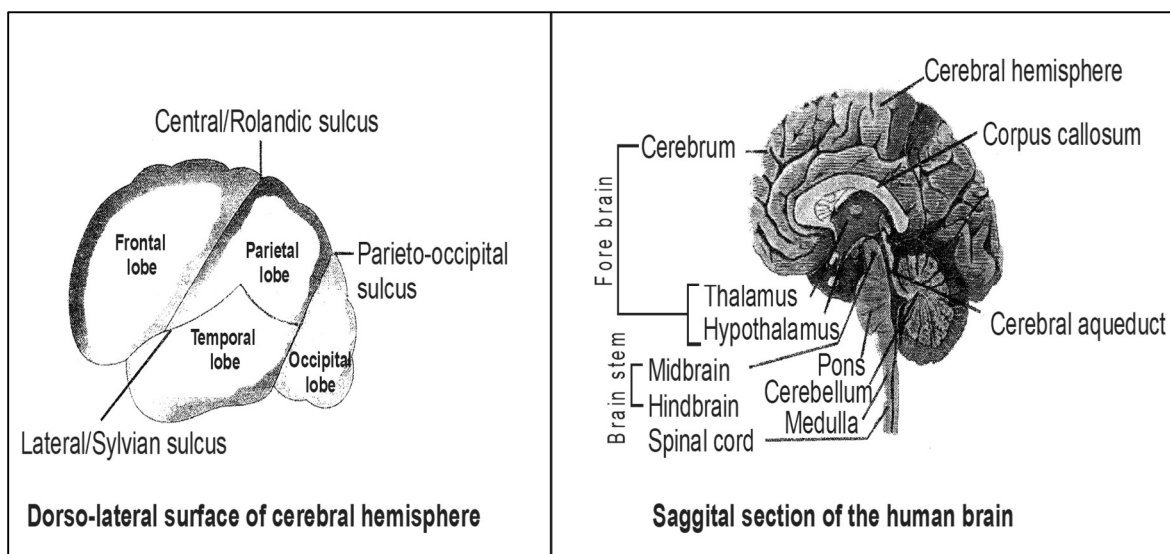 Central/Rolandic sulcus
Frontal
lobe
Parietal
lobe
Parieto-occipital
sulcus
Temporal
lobe
Occipital
lobe
Lateral/Sylvian sulcus
Dorso-lateral surface of cerebral hemisphere
Cerebral hemisphere
Cerebrum
Corpus callosum
Fore brain
Thalamus
Hypothalamus
Cerebral aqueduct
Brain stem
Midbrain
Hindbrain
Spinal cord
Pons
Cerebellum
Medulla
Saggital section of the human brain